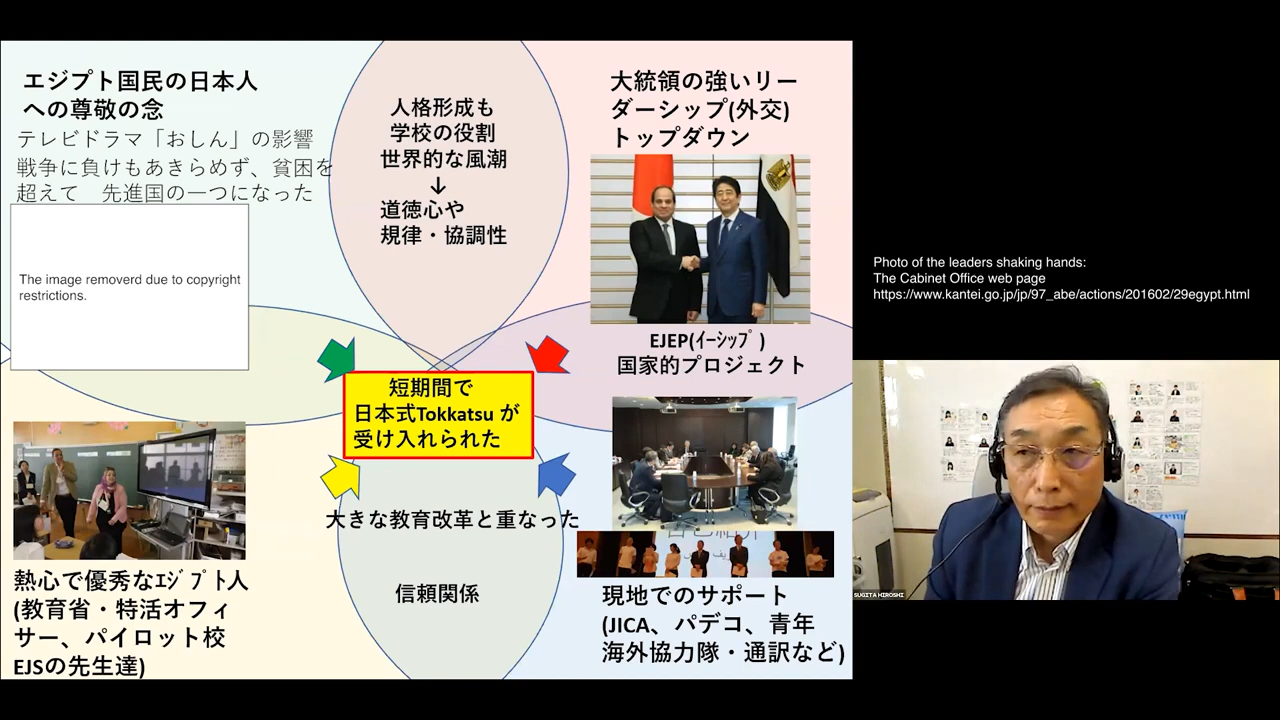 エジプト国民の日本人
への尊敬の念
テレビドラマ「おしん」の影響
戦争に負けもあきらめず、貧困を
超えて　先進国の一つになった
The image removerd due to copyright
restrictions.
人格形成も
学校の役割
世界的な風潮
↓
道徳心や
規律・協調性
大統領の強いリー
ダーシップ(外交)
トップダウン
EJEP(ｲｰｼｯﾌﾟ)
国家的プロジェクト
短期間で
日本式Tokkatsu が
受け入れられた
大きな教育改革と重なった
信頼関係
熱心で優秀なｴｼﾞﾌﾟﾄ人
(教育省・特活オフィ
サー、パイロット校
EJSの先生達)
現地でのサポート
(JICA、パデコ、青年
海外協力隊・通訳など)
Photo of the leaders shaking hands:
The Cabinet Office web page
https://www.kantei.go.jp/jp/97_abe/actions/201602/29egypt.html
SUGITA HIROSHI